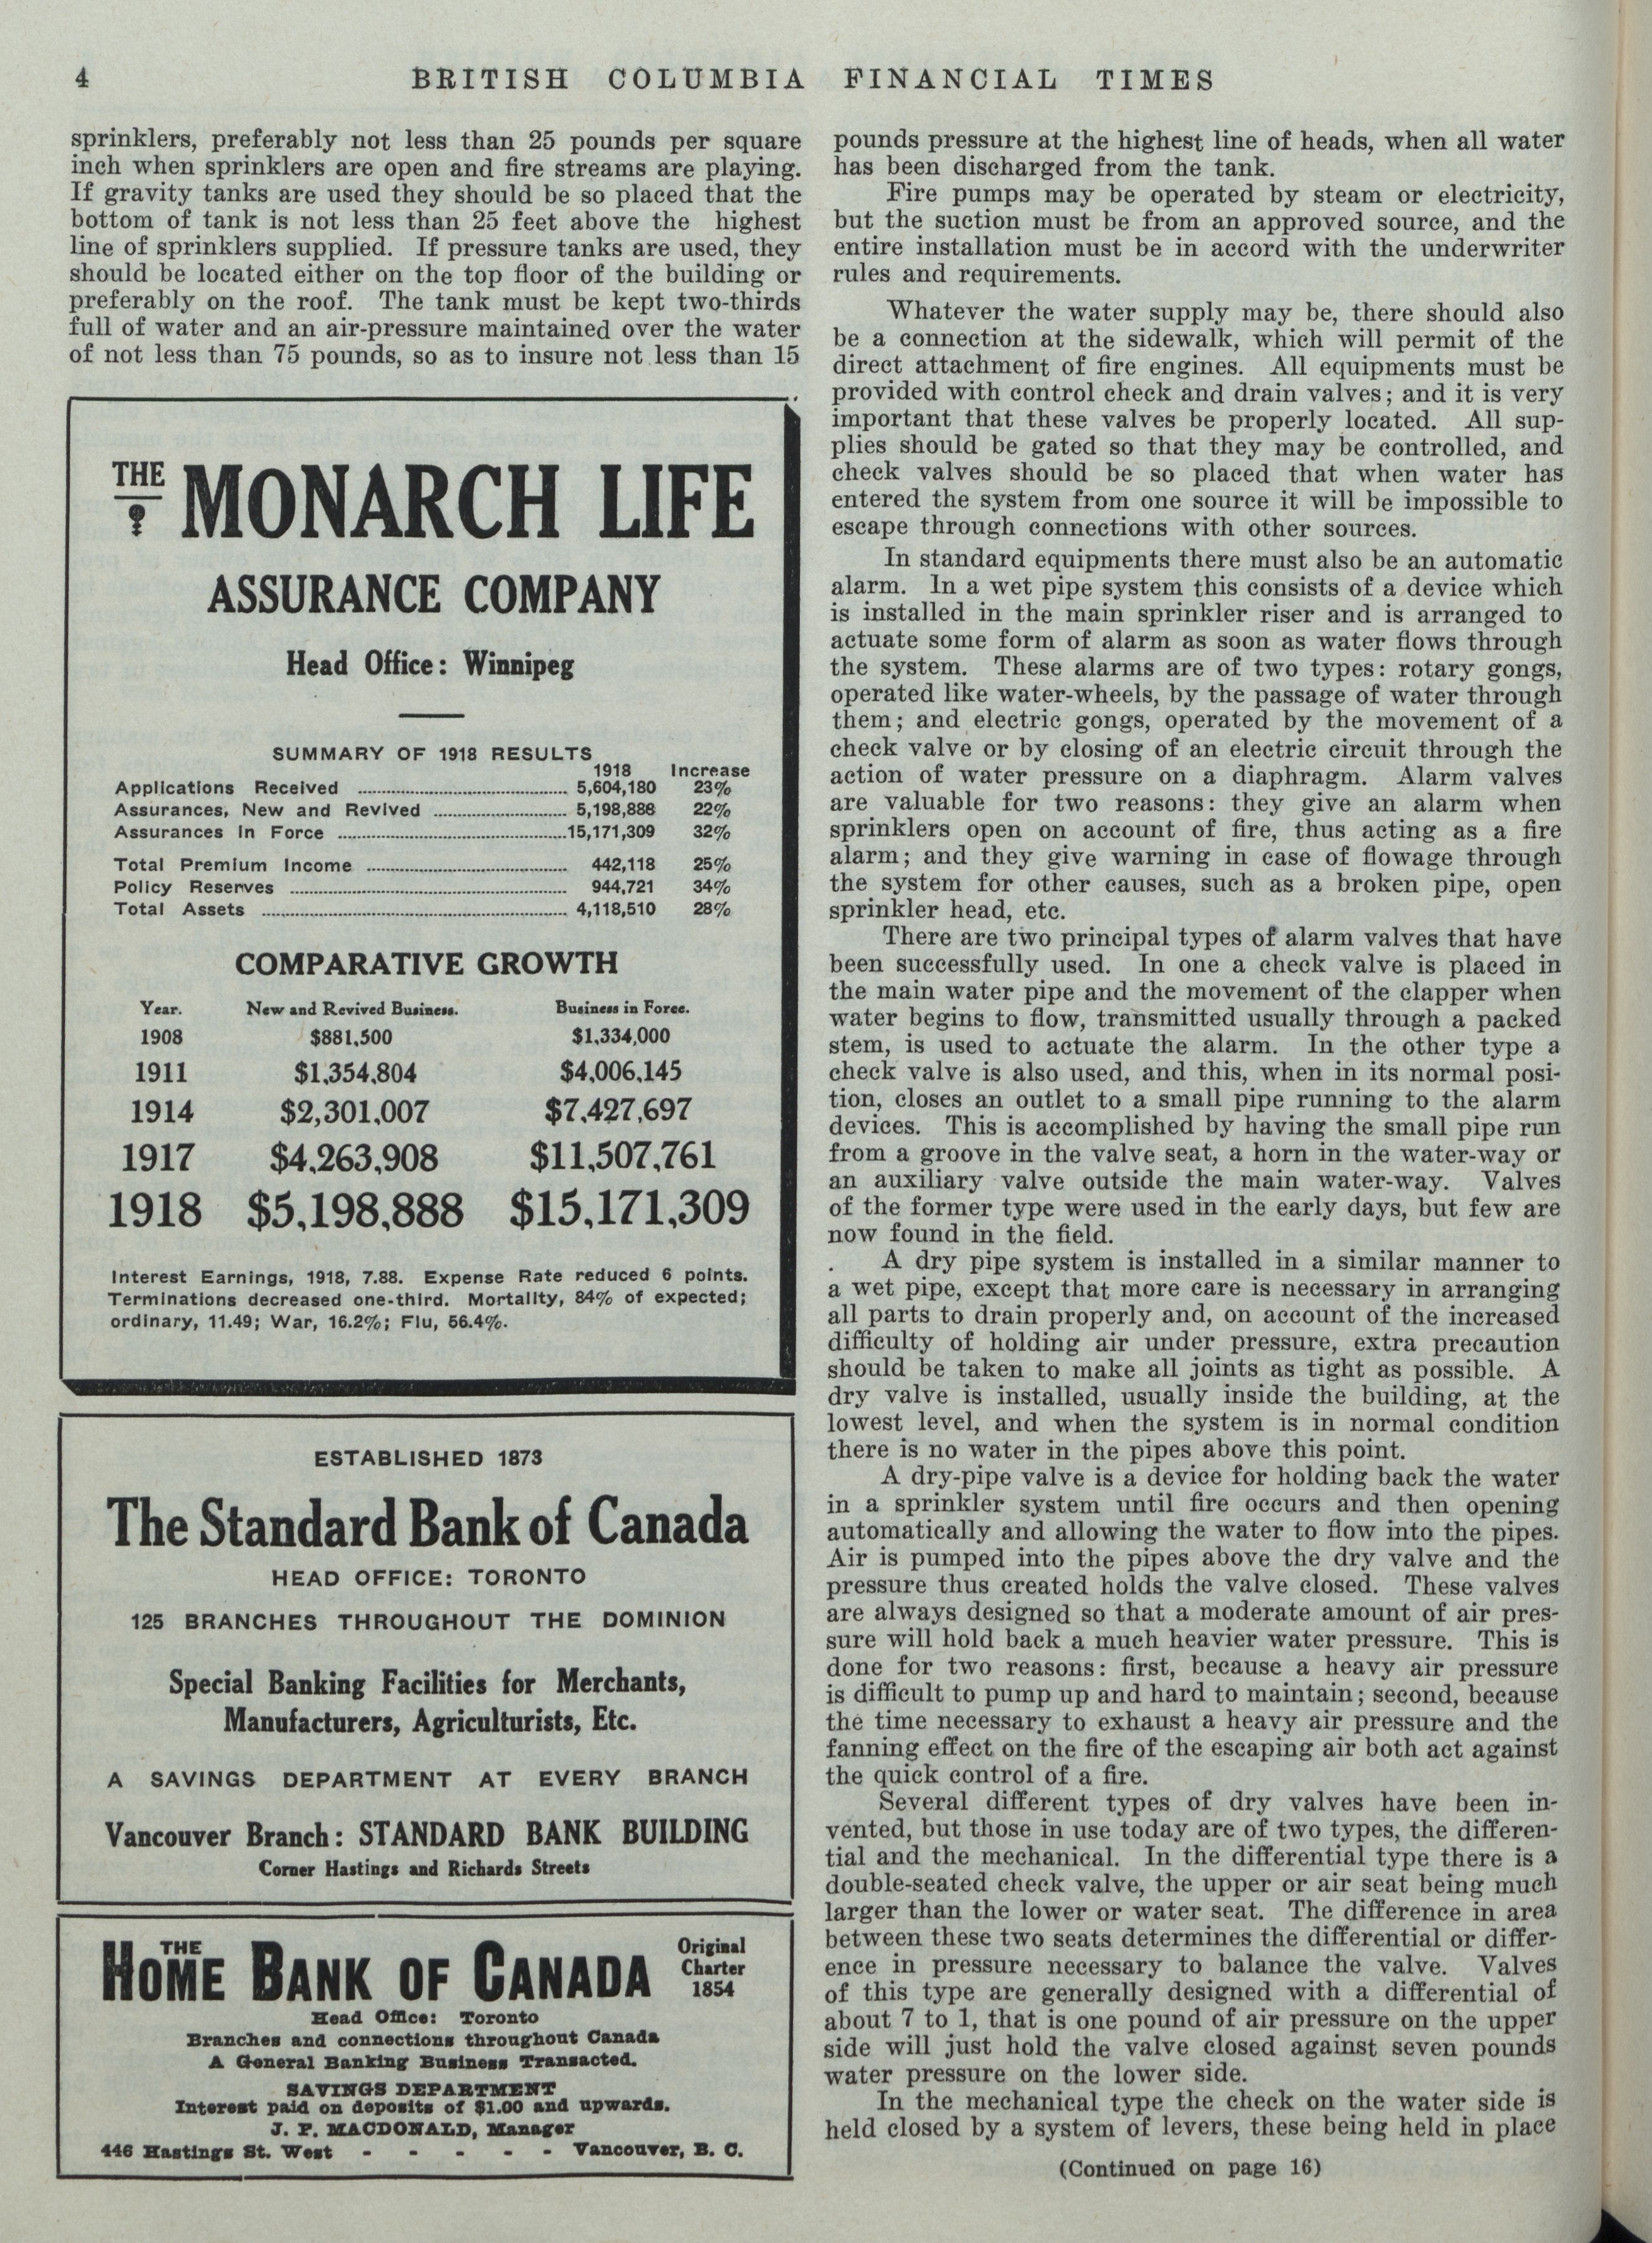 4
BRITISH COLUMBIA FINANCIAL TIMES
sprinklers, preferably not less than 25 pounds per square
inch when sprinklers are open and fire streams are playing.
If gravity tanks are used they should be so placed that the
bottom of tank is not less than 25 feet above the highest
line of sprinklers supplied. If pressure tanks are used, they
should be located either on the top floor of the building or
preferably on the roof. The tank must be kept two-thirds
full of water and an air-pressure maintained over the water
of not less than 75 pounds, so as to insure not less than 15
THE MONARCH LIFE
ASSURANCE COMPANY
Head Office: Winnipeg
SUMMARY OF 1918 RESULTS
1918 Increase
Applications Received 5,604,180 23%
Assurances, New and Revived 5,198,888 22%
Assurances In Force 15,171,309 32%
Total Premium Income 442,118 25%
Policy Reserves 944,721 34%
Total Assets 4,118,510 28%
COMPARATIVE GROWTH
Year. New and Revived Business. Business in Force.
1908 $881,500 $1,334,000
1911 $1,354,804 $4,006,145
1914 $2,301,007 $7,427,697
1917 $4,263,908 $11,507,761
1918 $5,198,888 $15,171,309
Interest Earnings, 1918, 7.88. Expense Rate reduced 6 points.
Terminations decreased one-third. Mortality, 84% of expected;
ordinary, 11.49; War, 16.2%; Flu, 56.4%.
ESTABLISHED 1873
The Standard Bank of Canada
HEAD OFFICE: TORONTO
125 BRANCHES THROUGHOUT THE DOMINION
Special Banking Facilities for Merchants,
Manufacturers, Agriculturists, Etc.
A SAVINGS DEPARTMENT AT EVERY BRANCH
Vancouver Branch: STANDARD BANK BUILDING
Corner Hastings and Richards Streets
THE HOME BANK OF CANADA
Original
Charter
1854
Head Office: Toronto
Branches and connections throughout Canada
A General Banking Business Transacted.
SAVINGS DEPARTMENT
Interest paid on deposits of $1.00 and upwards.
J. P. MACDONALD, Manager
446 Hastings St. West - - - - - Vancouver, B. C.
pounds pressure at the highest line of heads, when all water
has been discharged from the tank.
Fire pumps may be operated by steam or electricity,
but the suction must be from an approved source, and the
entire installation must be in accord with the underwriter
rules and requirements.
Whatever the water supply may be, there should also
be a connection at the sidewalk, which will permit of the
direct attachment of fire engines. All equipments must be
provided with control check and drain valves; and it is very
important that these valves be properly located. All sup-
plies should be gated so that they may be controlled, and
check valves should be so placed that when water has
entered the system from one source it will be impossible to
escape through connections with other sources.
In standard equipments there must also be an automatic
alarm. In a wet pipe system this consists of a device which
is installed in the main sprinkler riser and is arranged to
actuate some form of alarm as soon as water flows through
the system. These alarms are of two types: rotary gongs,
operated like water-wheels, by the passage of water through
them; and electric gongs, operated by the movement of a
check valve or by closing of an electric circuit through the
action of water pressure on a diaphragm. Alarm valves
are valuable for two reasons: they give an alarm when
sprinklers open on account of fire, thus acting as a fire
alarm; and they give warning in case of flowage through
the system for other causes, such as a broken pipe, open
sprinkler head, etc.
There are two principal types of alarm valves that have
been successfully used. In one a check valve is placed in
the main water pipe and the movement of the clapper when
water begins to flow, transmitted usually through a packed
stem, is used to actuate the alarm. In the other type a
check valve is also used, and this, when in its normal posi-
tion, closes an outlet to a small pipe running to the alarm
devices. This is accomplished by having the small pipe run
from a groove in the valve seat, a horn in the water-way or
an auxiliary valve outside the main water-way. Valves
of the former type were used in the early days, but few are
now found in the field.
A dry pipe system is installed in a similar manner to
a wet pipe, except that more care is necessary in arranging
all parts to drain properly and, on account of the increased
difficulty of holding air under pressure, extra precaution
should be taken to make all joints as tight as possible. A
dry valve is installed, usually inside the building, at the
lowest level, and when the system is in normal condition
there is no water in the pipes above this point.
A dry-pipe valve is a device for holding back the water
in a sprinkler system until fire occurs and then opening
automatically and allowing the water to flow into the pipes.
Air is pumped into the pipes above the dry valve and the
pressure thus created holds the valve closed. These valves
are always designed so that a moderate amount of air pres-
sure will hold back a much heavier water pressure. This is
done for two reasons: first, because a heavy air pressure
is difficult to pump up and hard to maintain; second, because
the time necessary to exhaust a heavy air pressure and the
fanning effect on the fire of the escaping air both act against
the quick control of a fire.
Several different types of dry valves have been in-
vented, but those in use today are of two types, the differen-
tial and the mechanical. In the differential type there is a
double-seated check valve, the upper or air seat being much
larger than the lower or water seat. The difference in area
between these two seats determines the differential or differ-
ence in pressure necessary to balance the valve. Valves
of this type are generally designed with a differential of
about 7 to 1, that is one pound of air pressure on the upper
side will just hold the valve closed against seven pounds
water pressure on the lower side.
In the mechanical type the check on the water side is
held closed by a system of levers, these being held in place
(Continued on page 16)